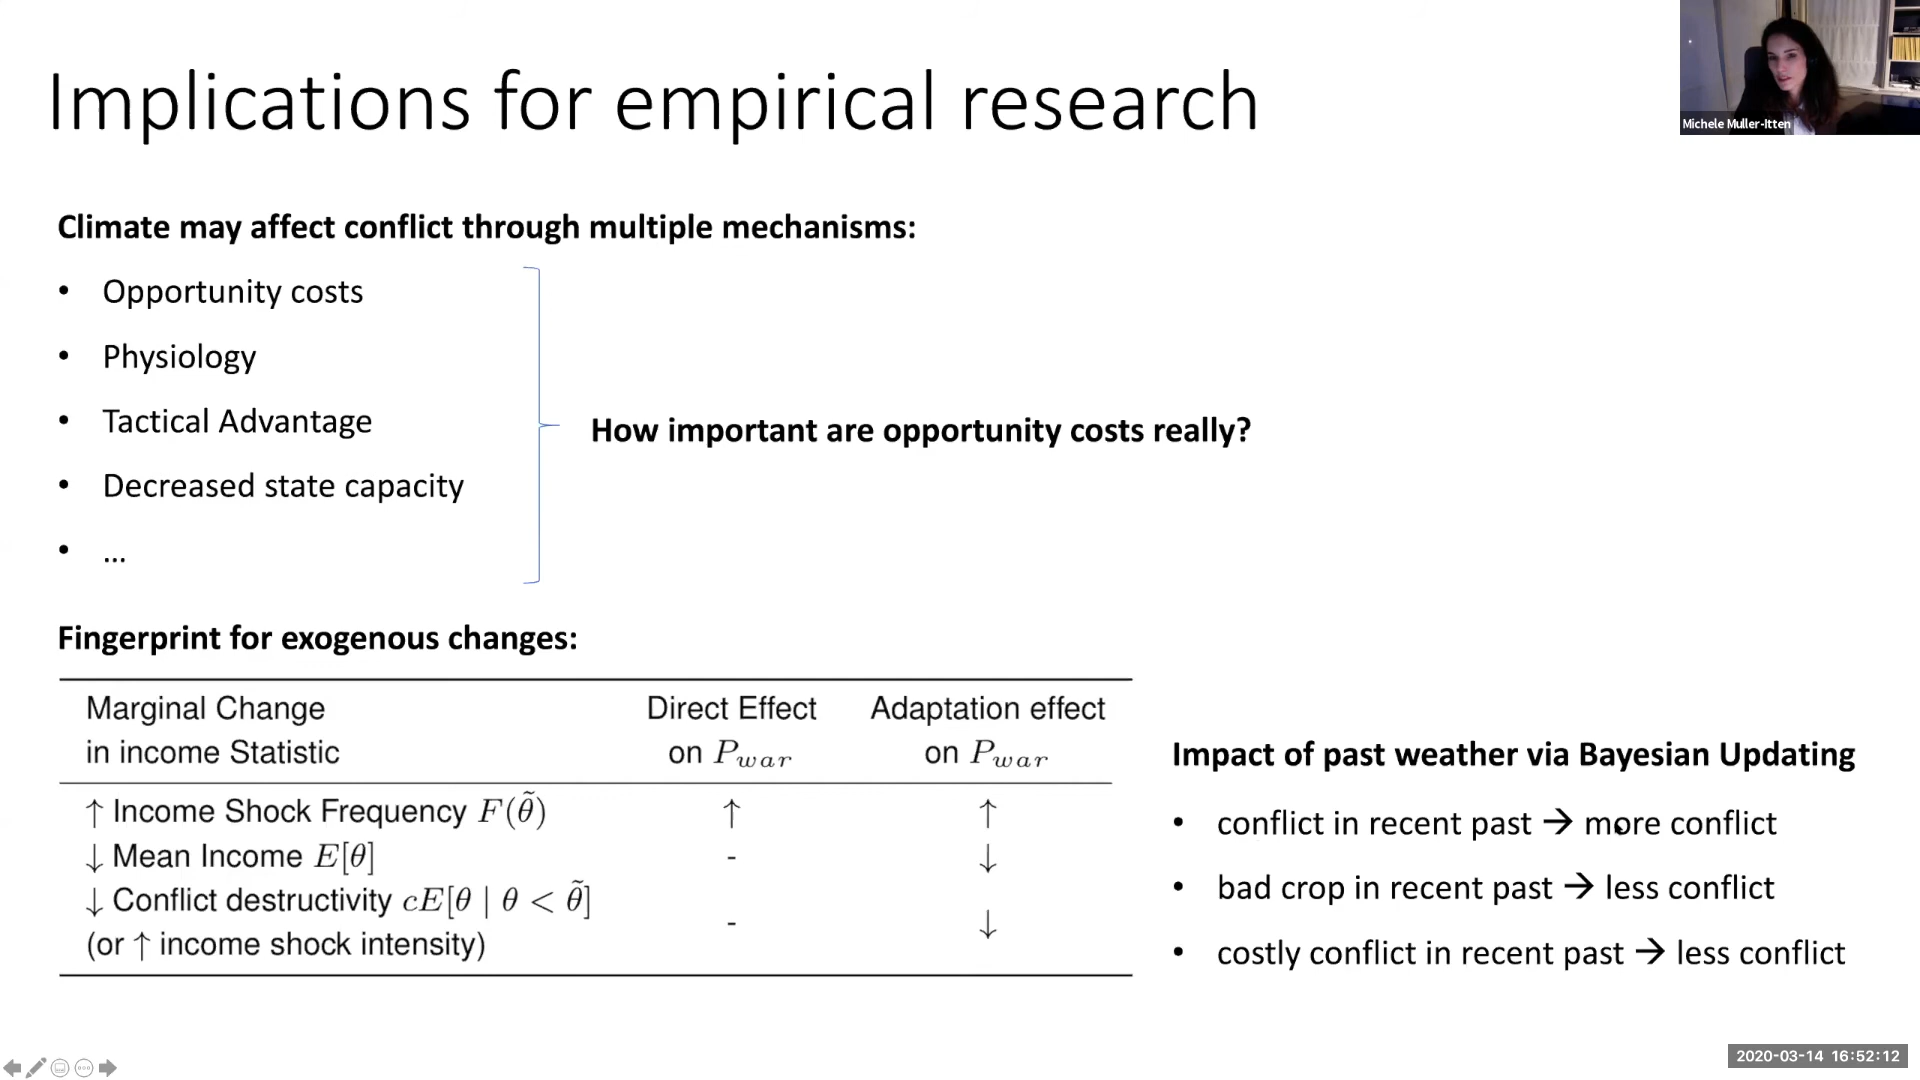 Implications for empirical research
Michele Muller-Itten
Climate may affect conflict through multiple mechanisms:
• Opportunity costs
• Physiology
• Tactical Advantage
• Decreased state capacity
• ...
How important are opportunity costs really?
Fingerprint for exogenous changes:
Marginal Change Direct Effect Adaptation effect
in income Statistic on P_war on P_war
↑ Income Shock Frequency F(θ̃) ↑ ↑
↓ Mean Income E[θ] - ↓
↓ Conflict destructivity cE[θ | θ < θ̃]
(or ↑ income shock intensity) - ↓
Impact of past weather via Bayesian Updating
• conflict in recent past → more conflict
• bad crop in recent past → less conflict
• costly conflict in recent past → less conflict
2020-03-14 16:52:12